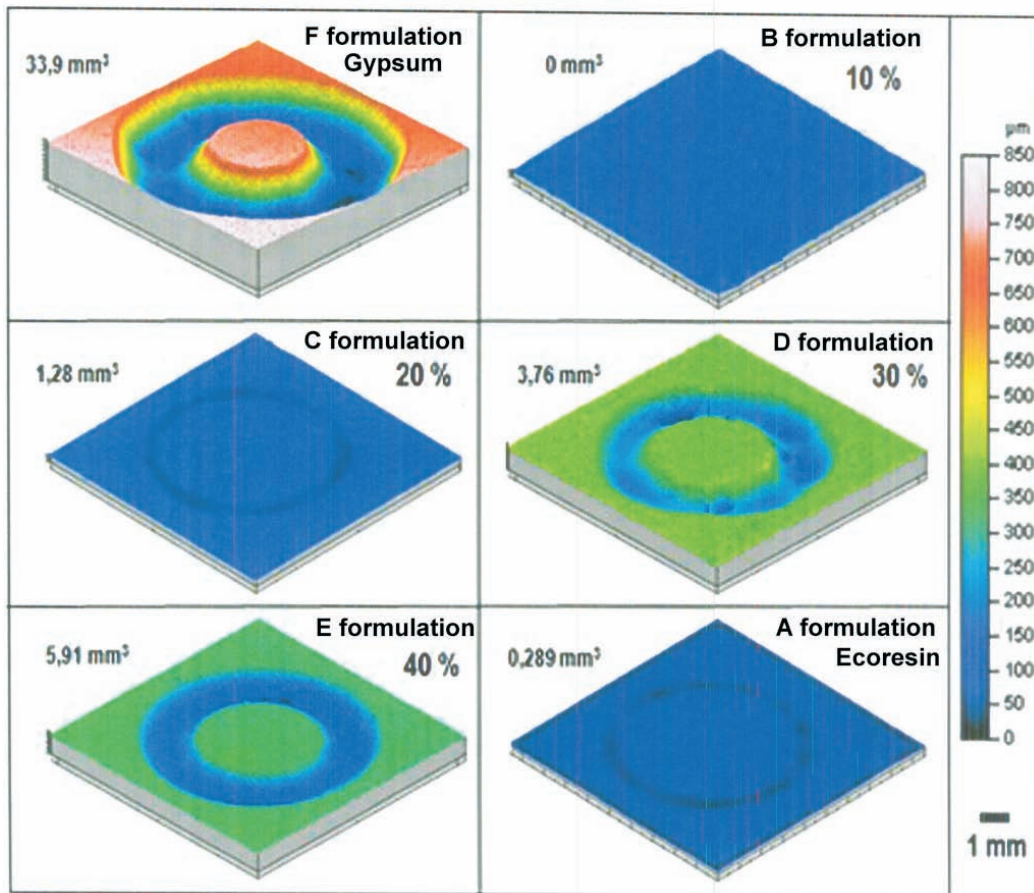 F formulation
Gypsum
33,9 mm³
B formulation
0 mm³
10 %
C formulation
1,28 mm³
20 %
D formulation
3,76 mm³
30 %
E formulation
5,91 mm³
40 %
A formulation
Ecoresin
0,289 mm³
µm
850
800
750
700
650
600
550
500
450
400
350
300
250
200
150
100
50
0
1 mm